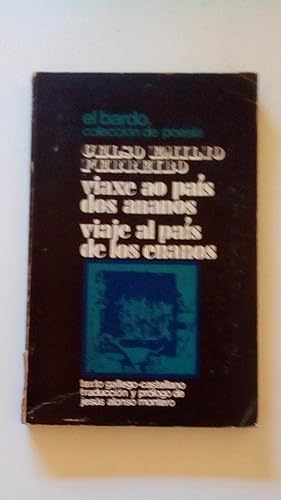 el bardo
colección de poesía
CELSO EMILIO
FERREIRO
viaxe ao país
dos ananos
viaje al país
de los enanos
texto gallego-castellano
traducción y prólogo de
jesús alonso montero